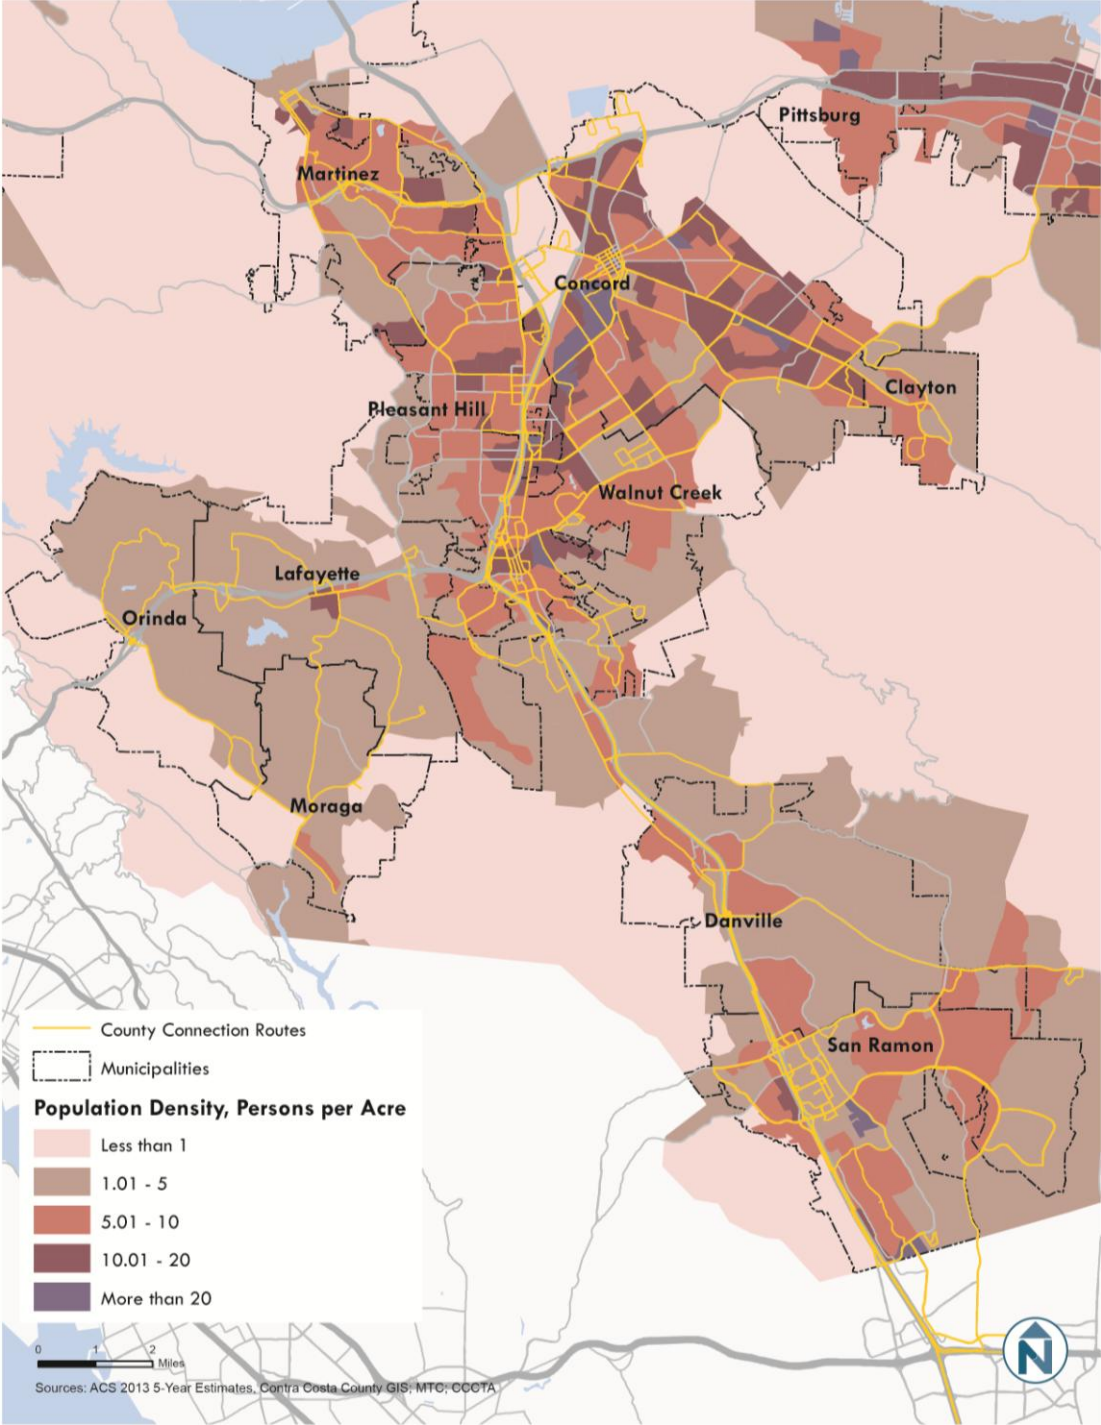 Pittsburg
Martinez
Concord
Clayton
Pleasant Hill
Walnut Creek
Lafayette
Orinda
Moraga
Danville
San Ramon
County Connection Routes
Municipalities
Population Density, Persons per Acre
Less than 1
1.01 - 5
5.01 - 10
10.01 - 20
More than 20
0 1 2
Miles
N
Sources: ACS 2013 5-Year Estimates, Contra Costa County GIS; MTC; CCCTA